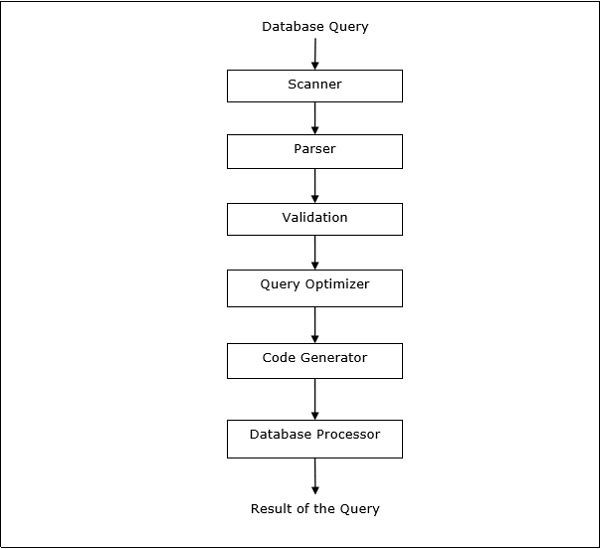 Database Query
Scanner
Parser
Validation
Query Optimizer
Code Generator
Database Processor
Result of the Query